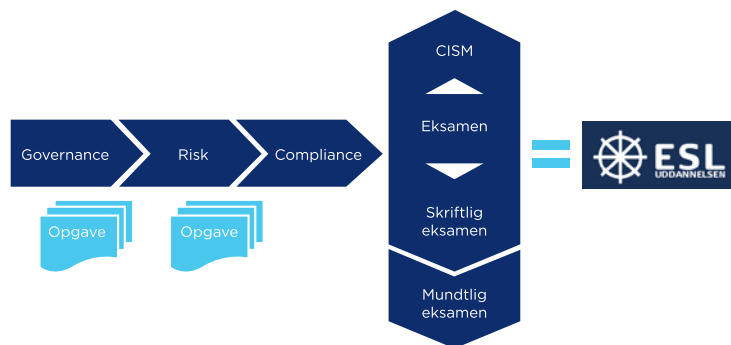 CISM
Governance
Risk
Compliance
Eksamen
Opgave
Opgave
Skriftlig
eksamen
Mundtlig
eksamen
ESL
UDDANNELSEN